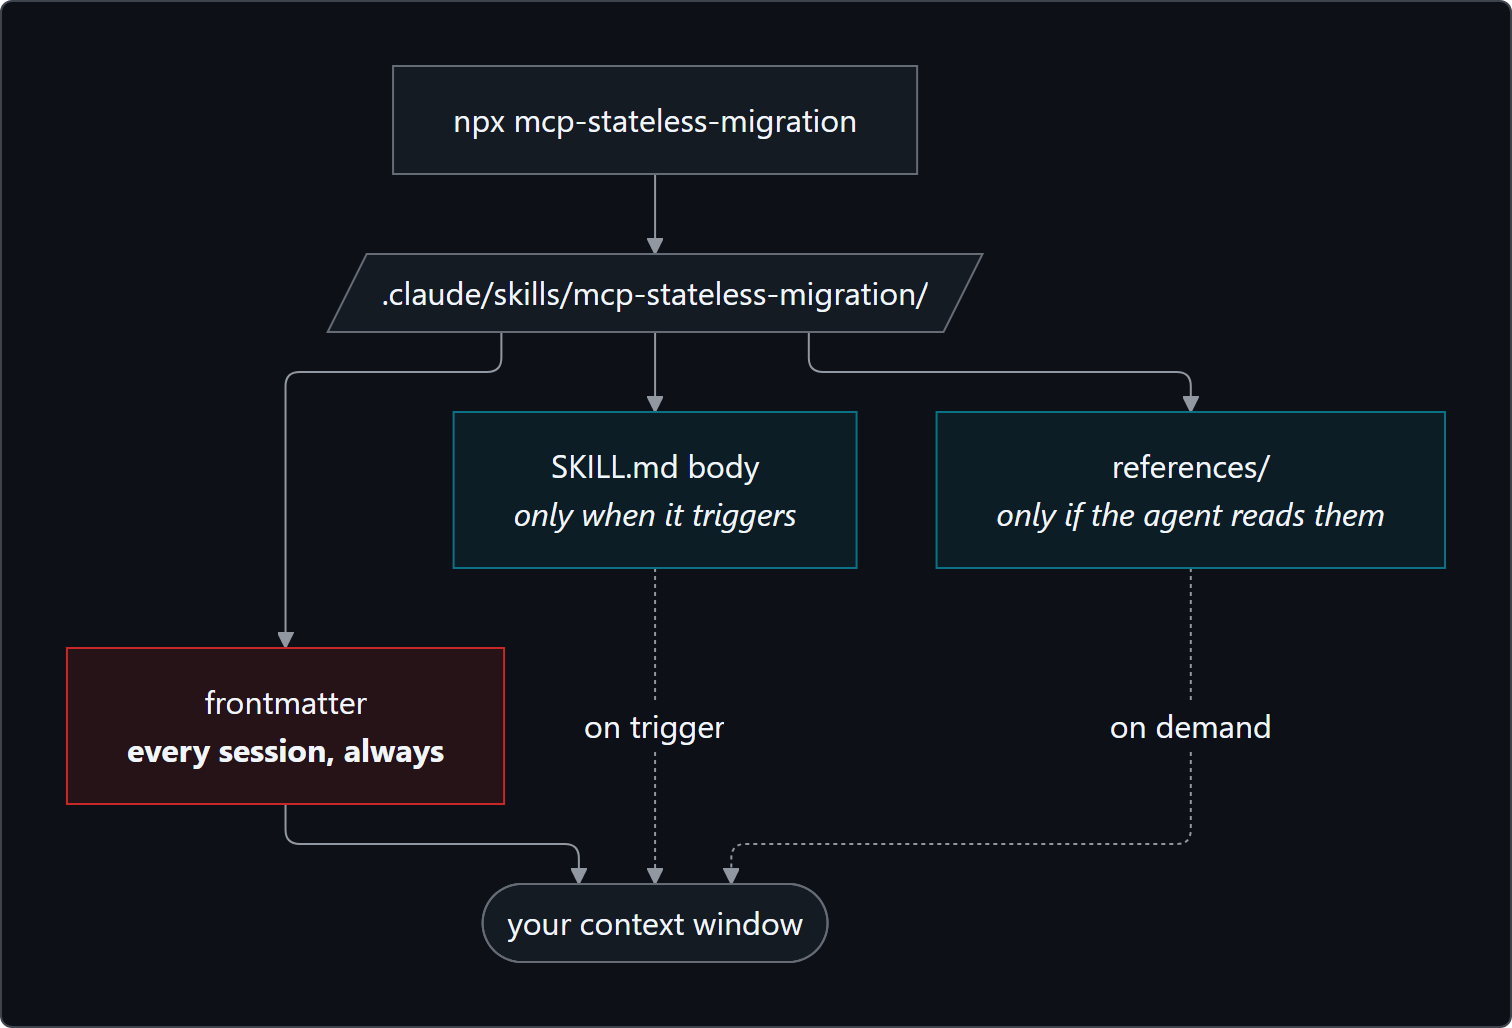 npx mcp-stateless-migration
.claude/skills/mcp-stateless-migration/
SKILL.md body
only when it triggers
references/
only if the agent reads them
frontmatter
every session, always
on trigger
on demand
your context window